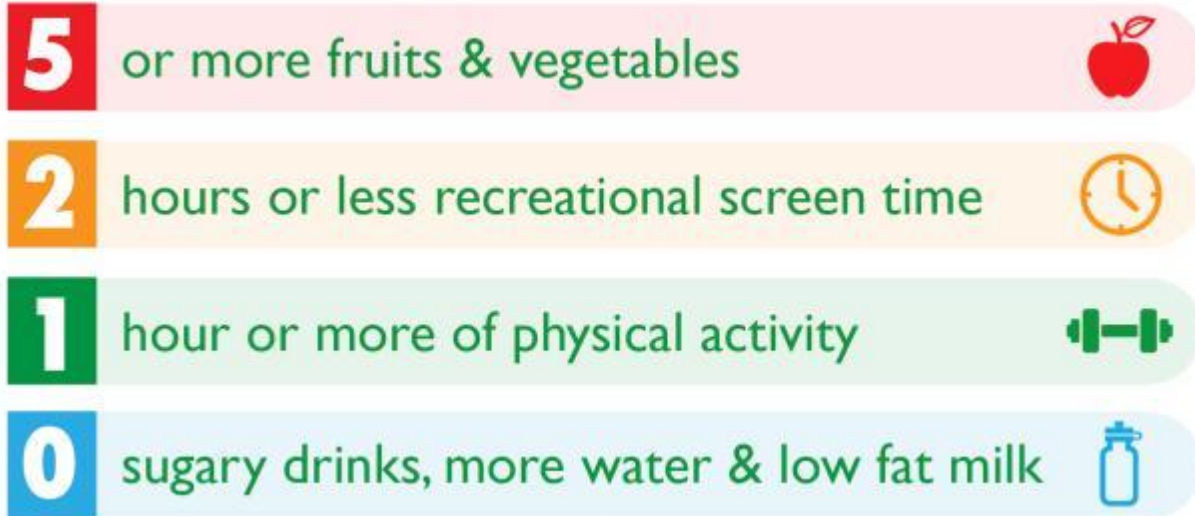 5 or more fruits & vegetables
2 hours or less recreational screen time
1 hour or more of physical activity
0 sugary drinks, more water & low fat milk